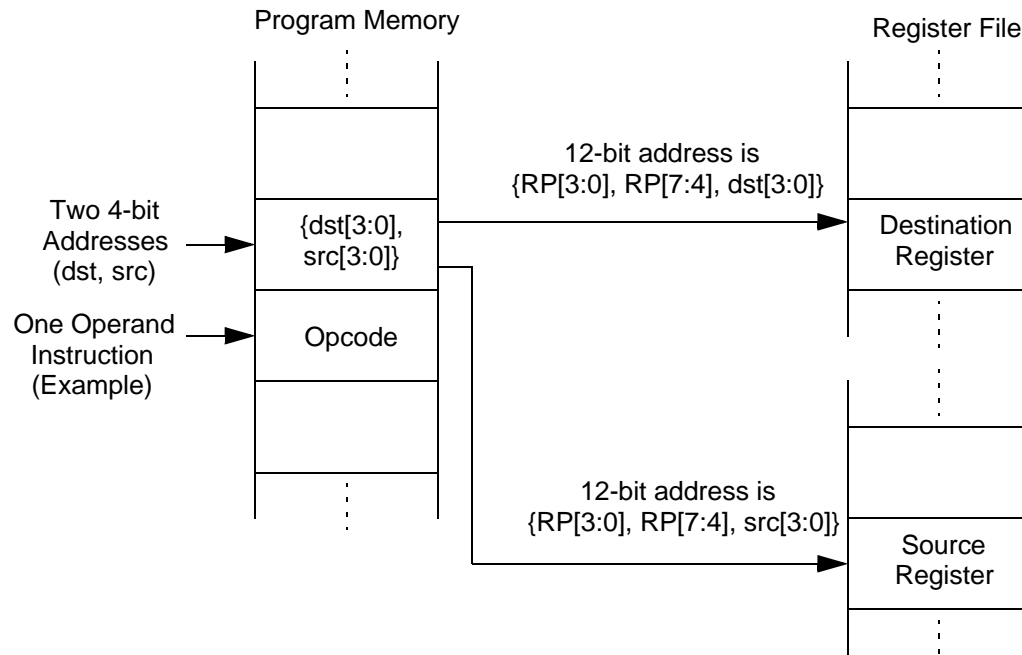 Program Memory
Register File
12-bit address is
{RP[3:0], RP[7:4], dst[3:0]}
Two 4-bit
Addresses
(dst, src)
{dst[3:0],
src[3:0]}
Destination
Register
One Operand
Instruction
(Example)
Opcode
12-bit address is
{RP[3:0], RP[7:4], src[3:0]}
Source
Register